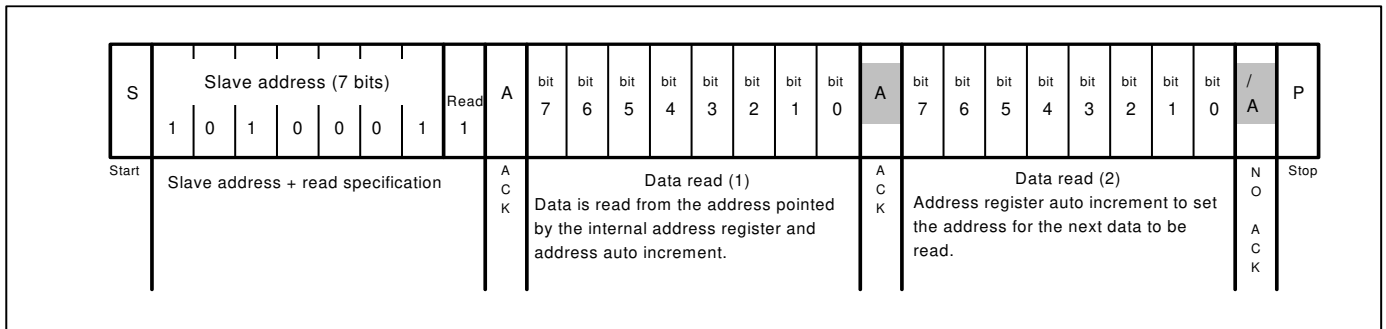 S Slave address (7 bits) Read A bit bit bit bit bit bit bit bit A bit bit bit bit bit bit bit bit / A P
1 0 1 0 0 0 1 1 7 6 5 4 3 2 1 0 7 6 5 4 3 2 1 0
Start
Slave address + read specification
A
C
K
Data read (1)
Data is read from the address pointed
by the internal address register and
address auto increment.
A
C
K
Data read (2)
Address register auto increment to set
the address for the next data to be
read.
N
O
A
C
K
Stop